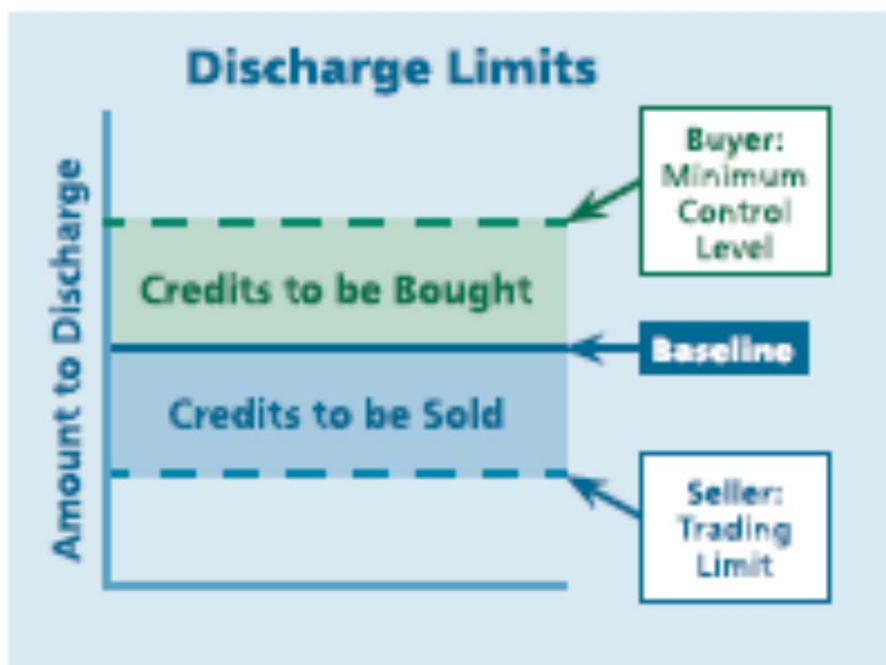 Discharge Limits
Amount to Discharge
Buyer:
Minimum
Control
Level
Credits to be Bought
Baseline
Credits to be Sold
Seller:
Trading
Limit